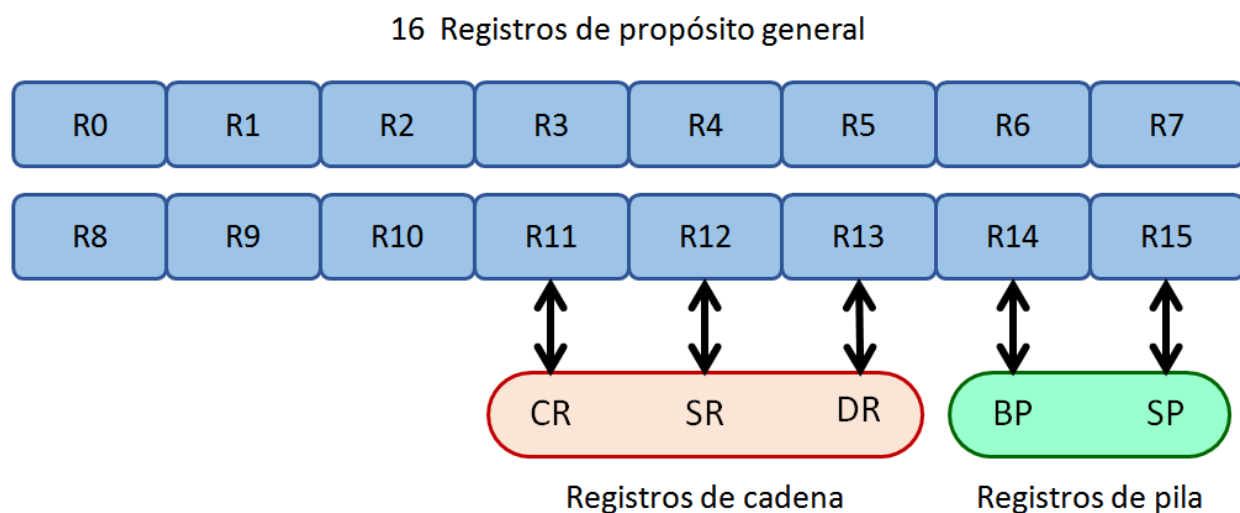 16 Registros de propósito general
R0 R1 R2 R3 R4 R5 R6 R7
R8 R9 R10 R11 R12 R13 R14 R15
CR SR DR BP SP
Registros de cadena Registros de pila